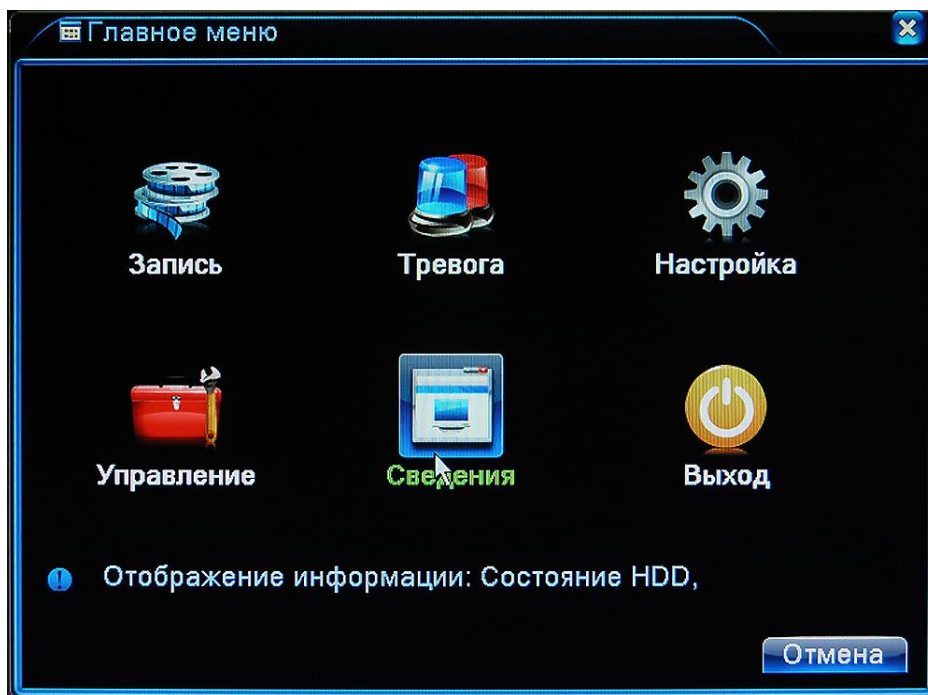 Главное меню
Запись
Тревога
Настройка
Управление
Сведения
Выход
Отображение информации: Состояние HDD,
Отмена